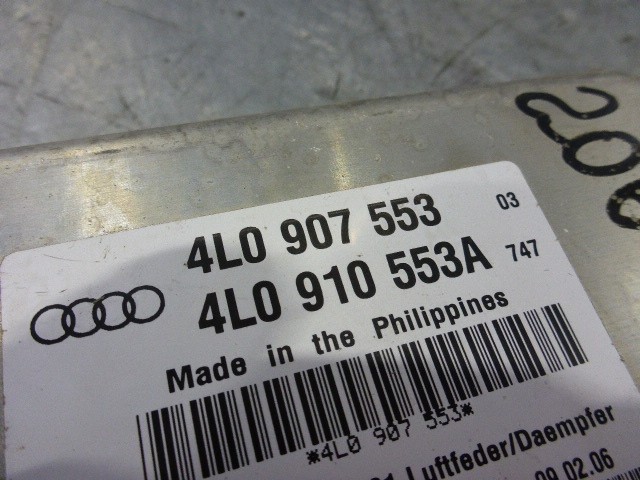 206
4L0 907 553 03
4L0 910 553A 747
Made in the Philippines
*4L0 907 553*
Luftfeder/Daempfer
09.02.06